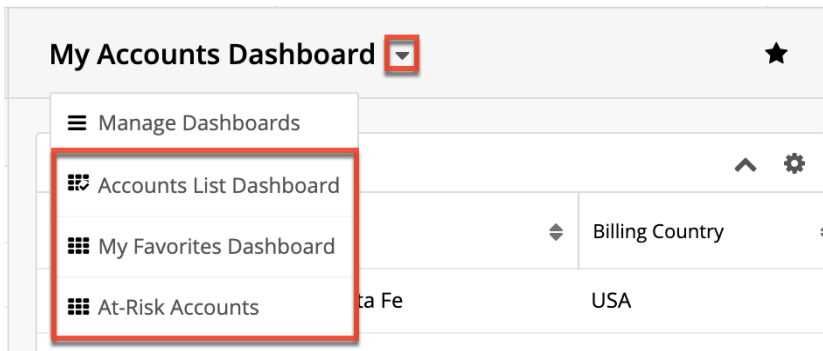 My Accounts Dashboard
Manage Dashboards
Accounts List Dashboard
My Favorites Dashboard
Billing Country
At-Risk Accounts
ta Fe
USA